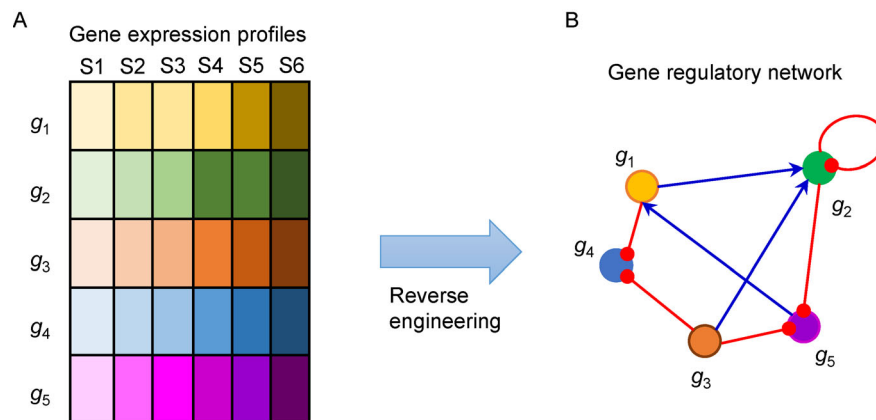 A
Gene expression profiles
S1 S2 S3 S4 S5 S6
g1
g2
g3
g4
g5
Reverse
engineering
B
Gene regulatory network
g1
g2
g4
g3
g5